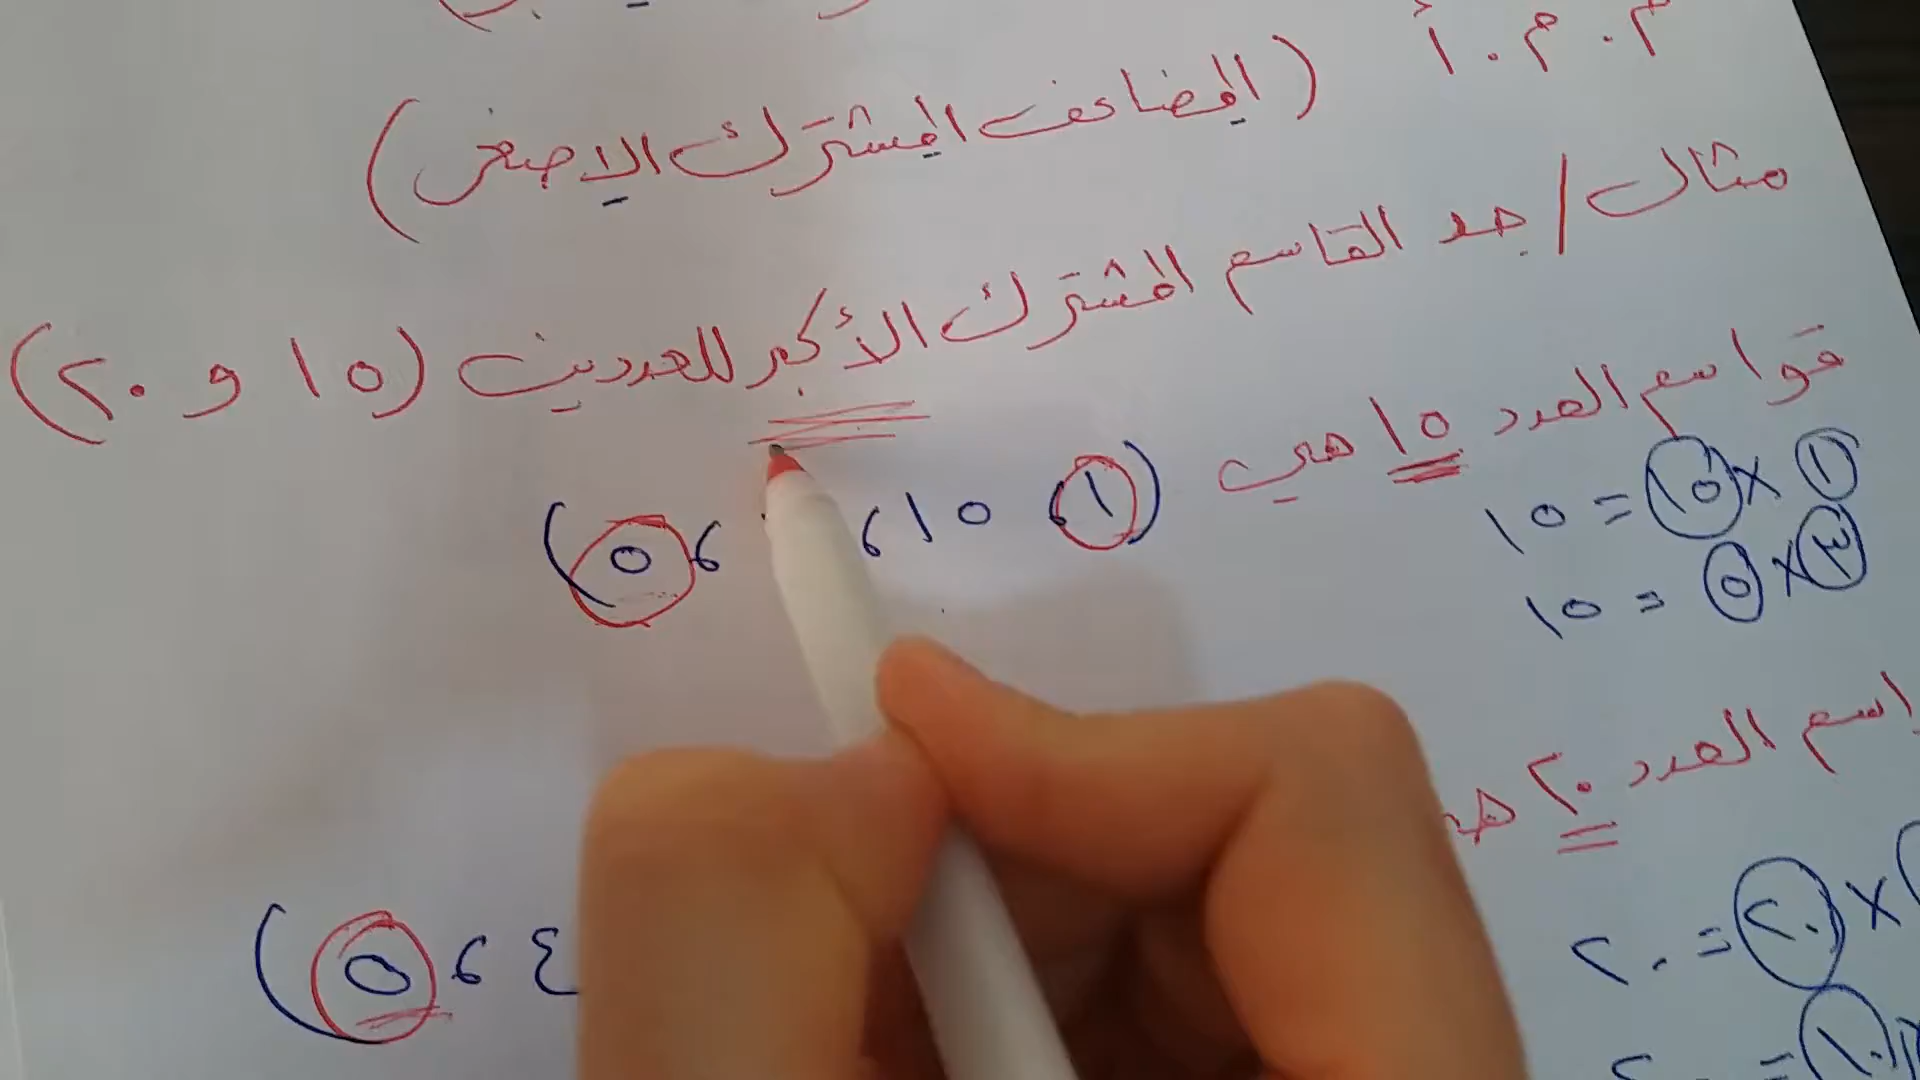 م.م.أ (المضاعف المشترك الاصغر)
مثال / جد القاسم المشترك الأكبر للعددين (١٥ و ٢٠)
قواسم العدد ١٥ هي (١، ١٥، ، ٥)
١ × ١٥ = ١٥
٣ × ٥ = ١٥
اسم العدد ٢٠ ه
× ٢٠ = ٢٠
٤، ٥)
× ١٠ = ٢